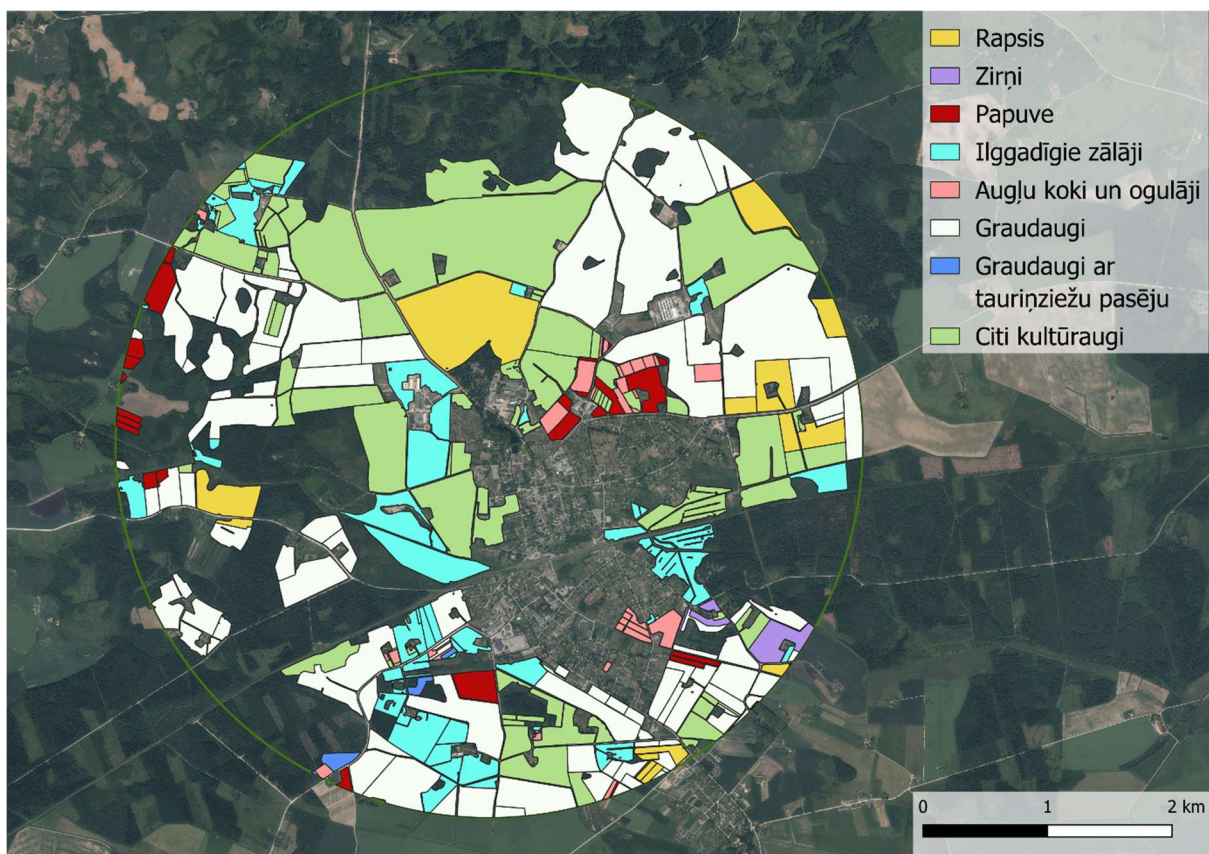 Rapsis
Zirņi
Papuve
Ilggadīgie zālāji
Augļu koki un ogulāji
Graudaugi
Graudaugi ar
tauriņziežu pasēju
Citi kultūraugi
0 1 2 km